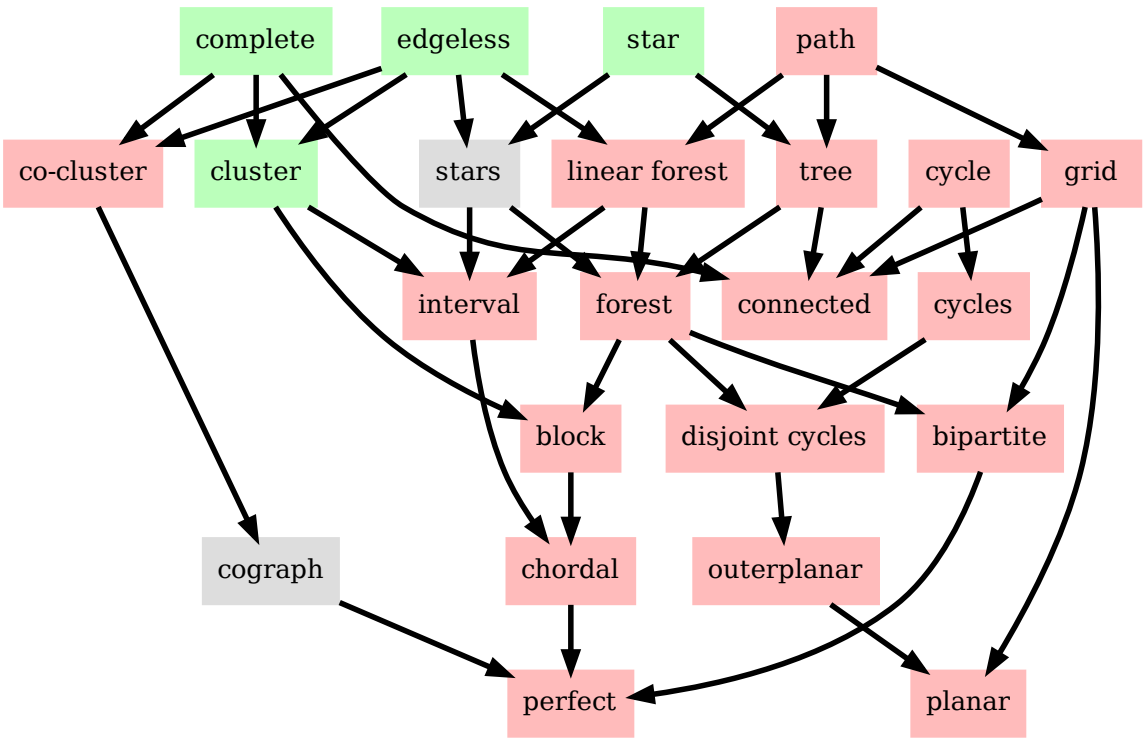 complete
edgeless
star
path
co-cluster
cluster
stars
linear forest
tree
cycle
grid
interval
forest
connected
cycles
block
disjoint cycles
bipartite
cograph
chordal
outerplanar
perfect
planar